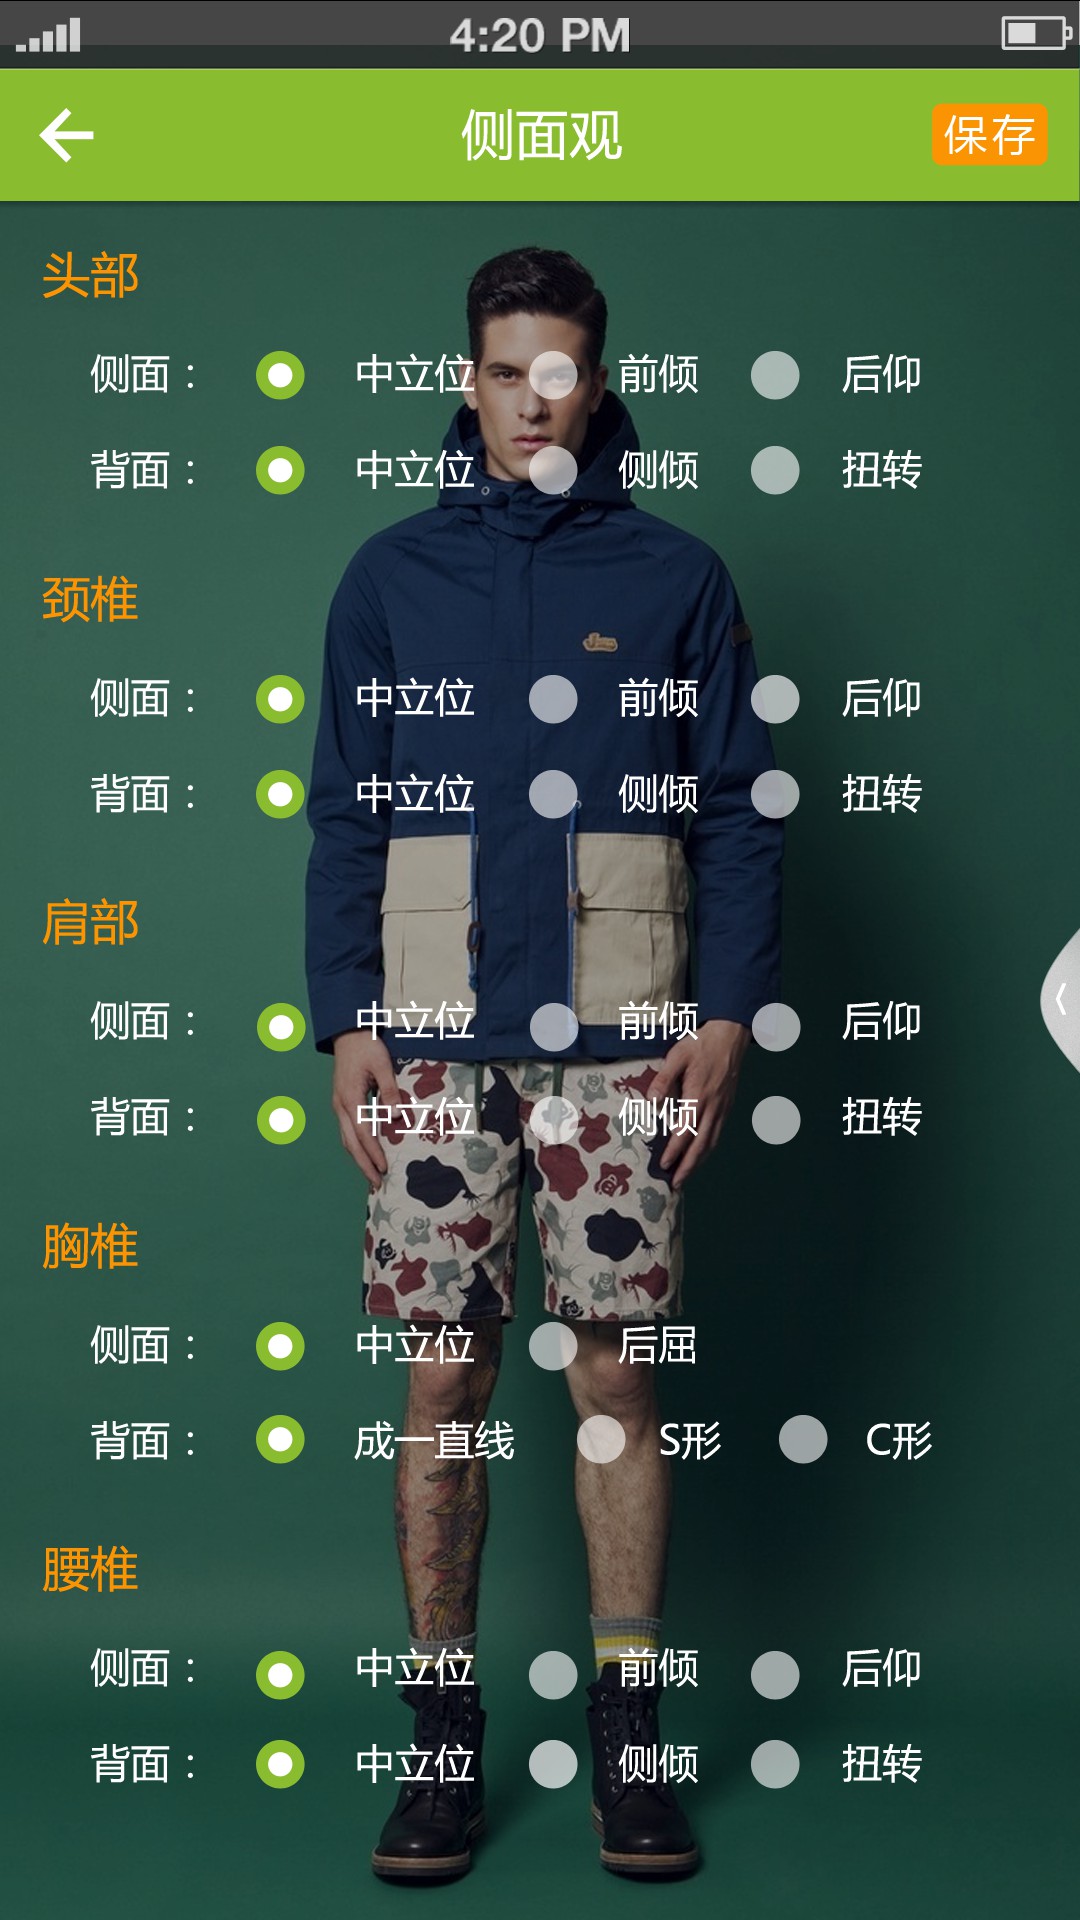 4:20 PM
侧面观
保存
头部
侧面： 中立位 前倾 后仰
背面： 中立位 侧倾 扭转
颈椎
侧面： 中立位 前倾 后仰
背面： 中立位 侧倾 扭转
肩部
侧面： 中立位 前倾 后仰
背面： 中立位 侧倾 扭转
胸椎
侧面： 中立位 后屈
背面： 成一直线 S形 C形
腰椎
侧面： 中立位 前倾 后仰
背面： 中立位 侧倾 扭转